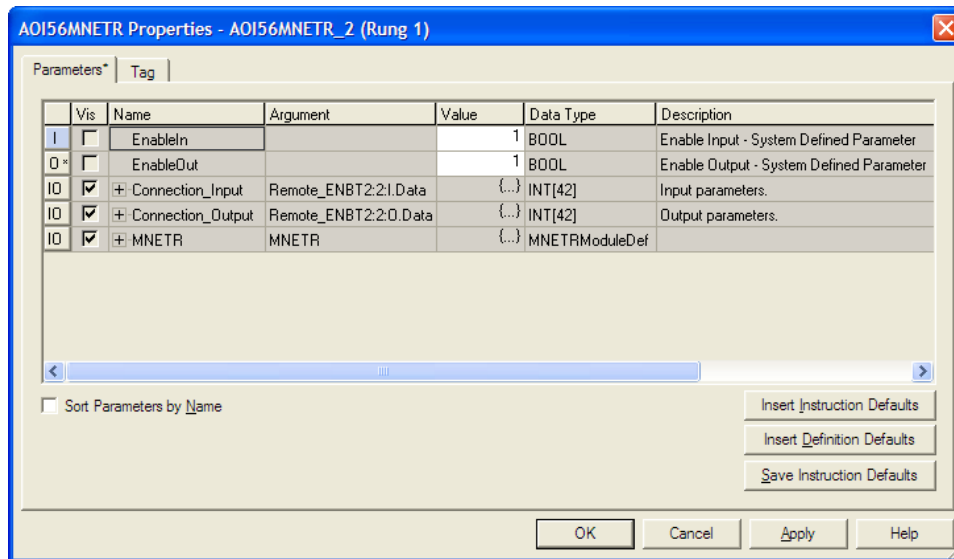 AOI56MNETR Properties - AOI56MNETR_2 (Rung 1)
Parameters* Tag
Vis Name Argument Value Data Type Description
I EnableIn 1 BOOL Enable Input - System Defined Parameter
O* EnableOut 1 BOOL Enable Output - System Defined Parameter
IO Connection_Input Remote_ENBT2:2:I.Data {...} INT[42] Input parameters.
IO Connection_Output Remote_ENBT2:2:O.Data {...} INT[42] Output parameters.
IO MNETR MNETR {...} MNETRModuleDef
Sort Parameters by Name
Insert Instruction Defaults
Insert Definition Defaults
Save Instruction Defaults
OK Cancel Apply Help